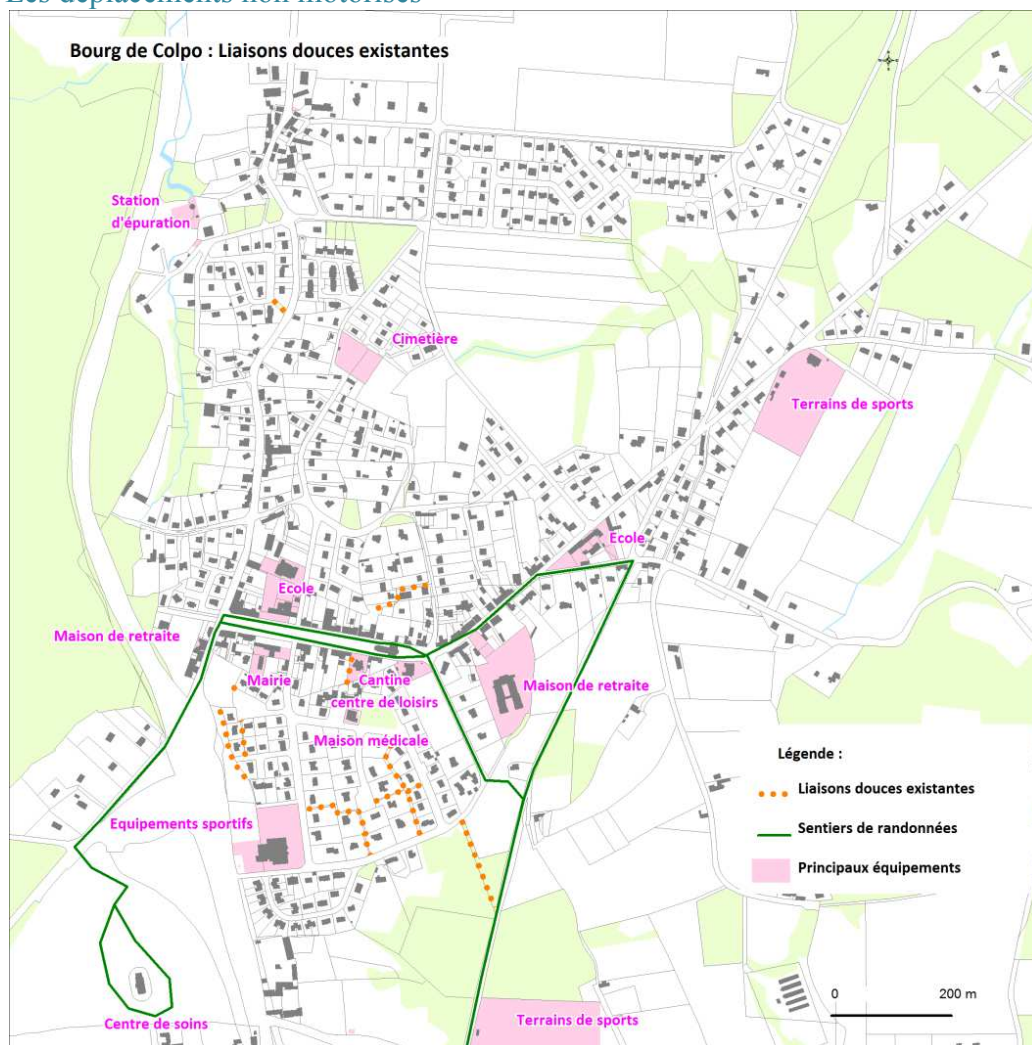 Les déplacements non motorisés
Bourg de Colpo : Liaisons douces existantes
Station
d'épuration
Cimetière
Terrains de sports
Ecole
Ecole
Maison de retraite
Mairie
Cantine
centre de loisirs
Maison de retraite
Maison médicale
Légende :
Liaisons douces existantes
Equipements sportifs
Sentiers de randonnées
Principaux équipements
0 200 m
Centre de soins
Terrains de sports